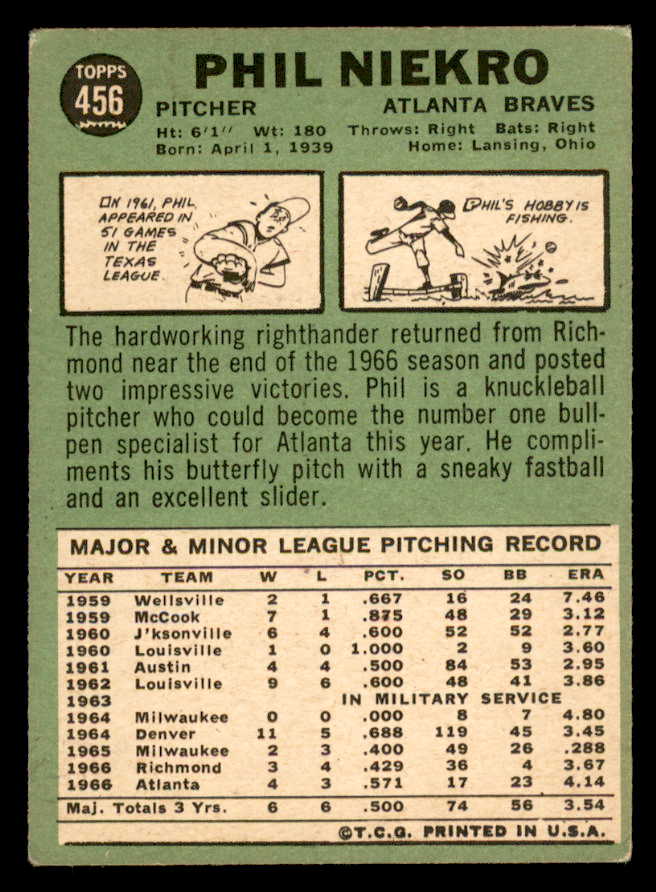 TOPPS
456
PHIL NIEKRO
PITCHER ATLANTA BRAVES
Ht: 6'1" Wt: 180 Throws: Right Bats: Right
Born: April 1, 1939 Home: Lansing, Ohio
IN 1961, PHIL
APPEARED IN
51 GAMES
IN THE
TEXAS
LEAGUE.
PHIL'S HOBBY IS
FISHING.
The hardworking righthander returned from Rich-
mond near the end of the 1966 season and posted
two impressive victories. Phil is a knuckleball
pitcher who could become the number one bull-
pen specialist for Atlanta this year. He compli-
ments his butterfly pitch with a sneaky fastball
and an excellent slider.
MAJOR & MINOR LEAGUE PITCHING RECORD
YEAR TEAM W L PCT. SO BB ERA
1959 Wellsville 2 1 .667 16 24 7.46
1959 McCook 7 1 .875 48 29 3.12
1960 J'ksonville 6 4 .600 52 52 2.77
1960 Louisville 1 0 1.000 2 9 3.60
1961 Austin 4 4 .500 84 53 2.95
1962 Louisville 9 6 .600 48 41 3.86
1963 IN MILITARY SERVICE
1964 Milwaukee 0 0 .000 8 7 4.80
1964 Denver 11 5 .688 119 45 3.45
1965 Milwaukee 2 3 .400 49 26 .288
1966 Richmond 3 4 .429 36 4 3.67
1966 Atlanta 4 3 .571 17 23 4.14
Maj. Totals 3 Yrs. 6 6 .500 74 56 3.54
©T.C.G. PRINTED IN U.S.A.